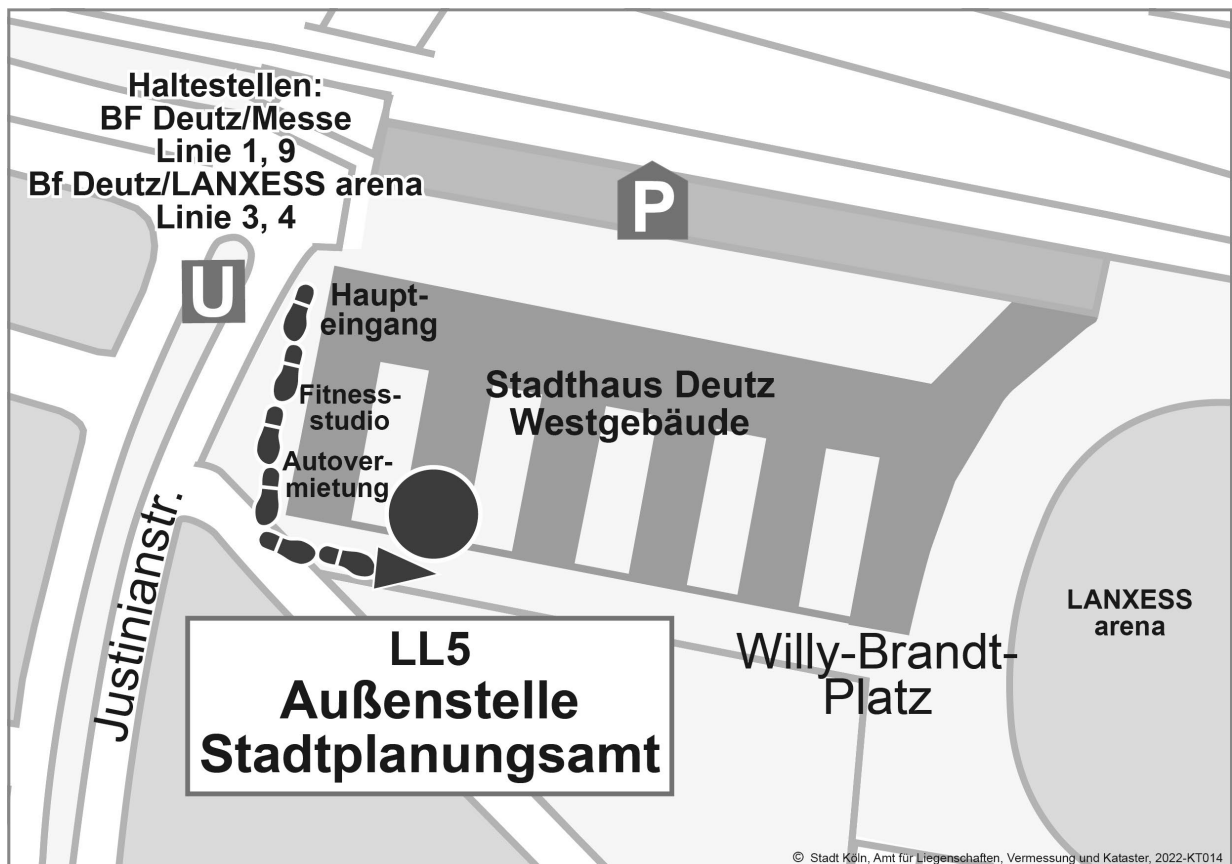 Haltestellen:
BF Deutz/Messe
Linie 1, 9
Bf Deutz/LANXESS arena
Linie 3, 4
U
P
Haupt-
eingang
Fitness-
studio
Autover-
mietung
Stadthaus Deutz
Westgebäude
Justinianstr.
LL5
Außenstelle
Stadtplanungsamt
Willy-Brandt-
Platz
LANXESS
arena
© Stadt Köln, Amt für Liegenschaften, Vermessung und Kataster, 2022-KT014